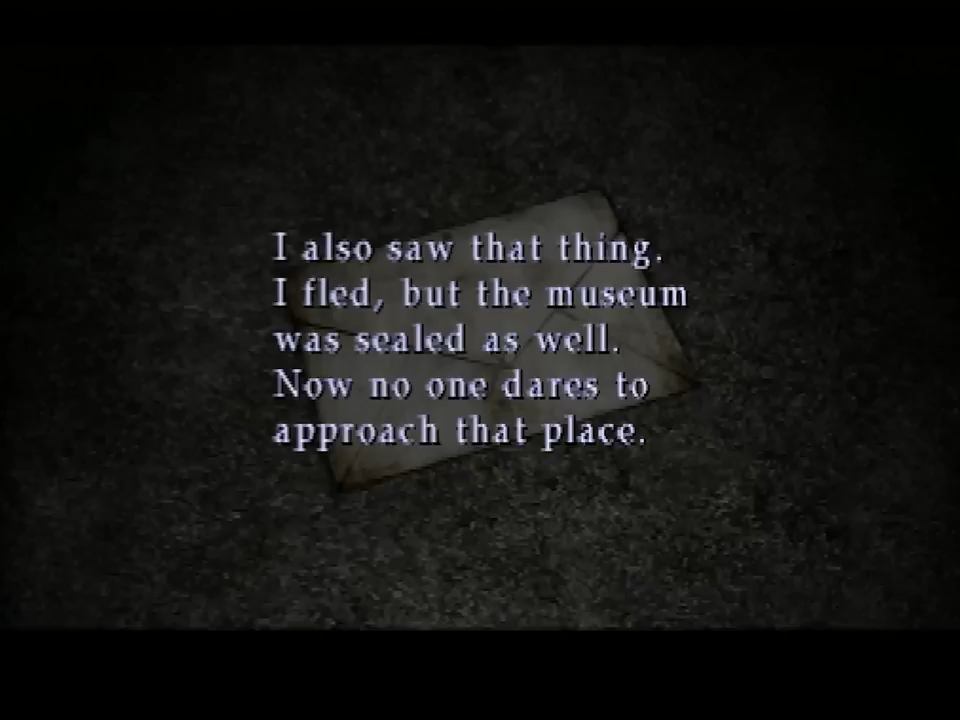 I also saw that thing.
I fled, but the museum
was sealed as well.
Now no one dares to
approach that place.